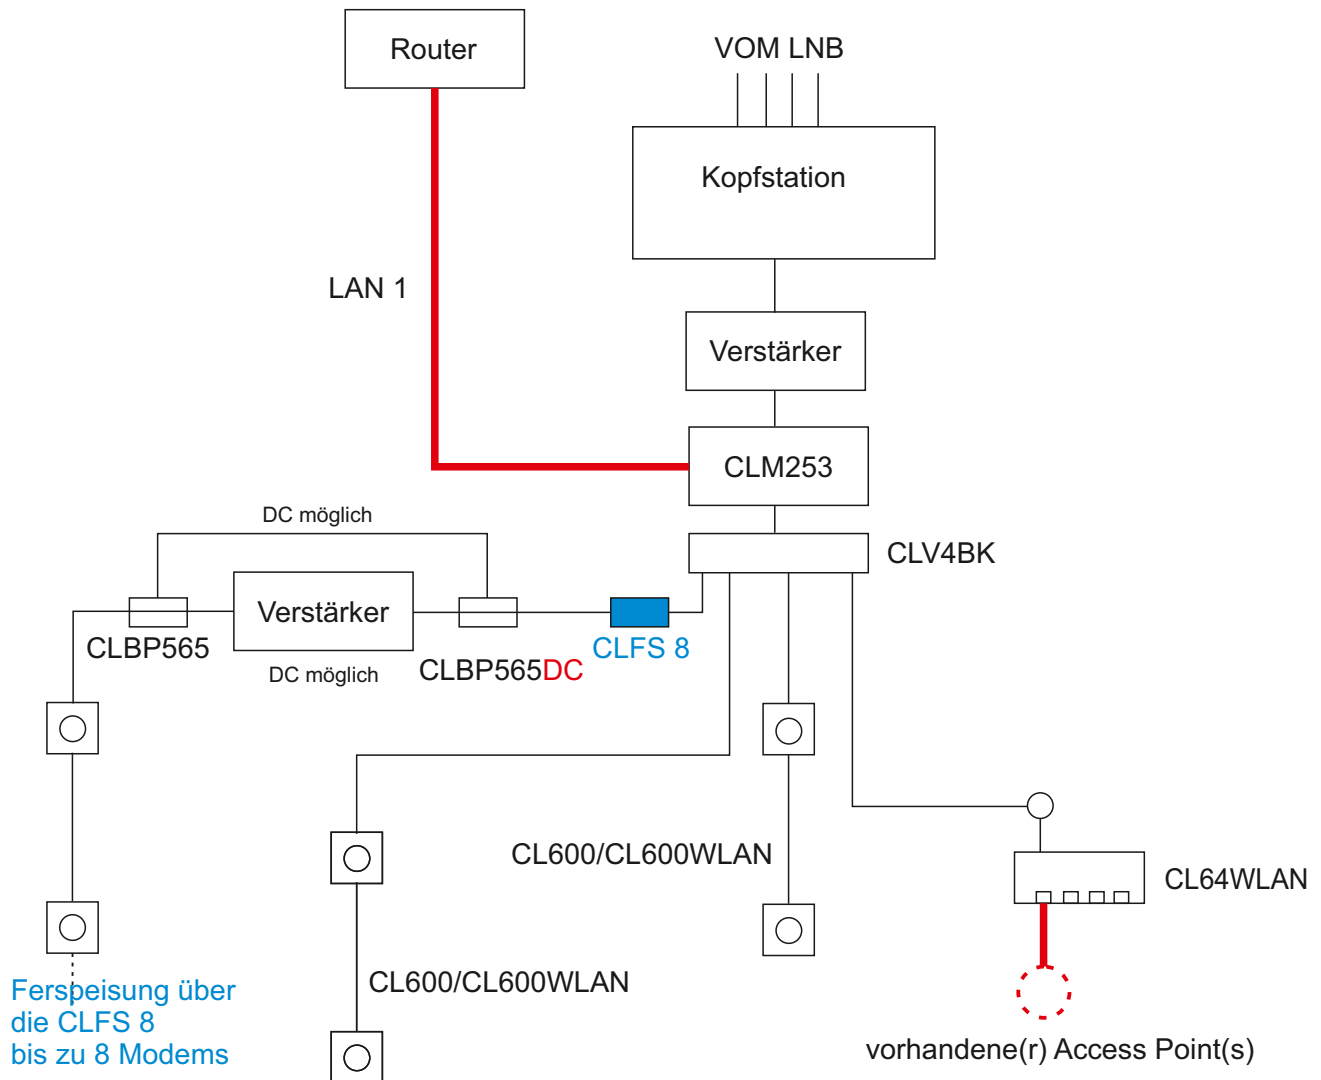 Router
VOM LNB
Kopfstation
LAN 1
Verstärker
CLM253
DC möglich
CLV4BK
Verstärker
CLBP565
CLFS 8
DC möglich
CLBP565DC
CL600/CL600WLAN
CL64WLAN
CL600/CL600WLAN
Ferspeisung über
die CLFS 8
bis zu 8 Modems
vorhandene(r) Access Point(s)